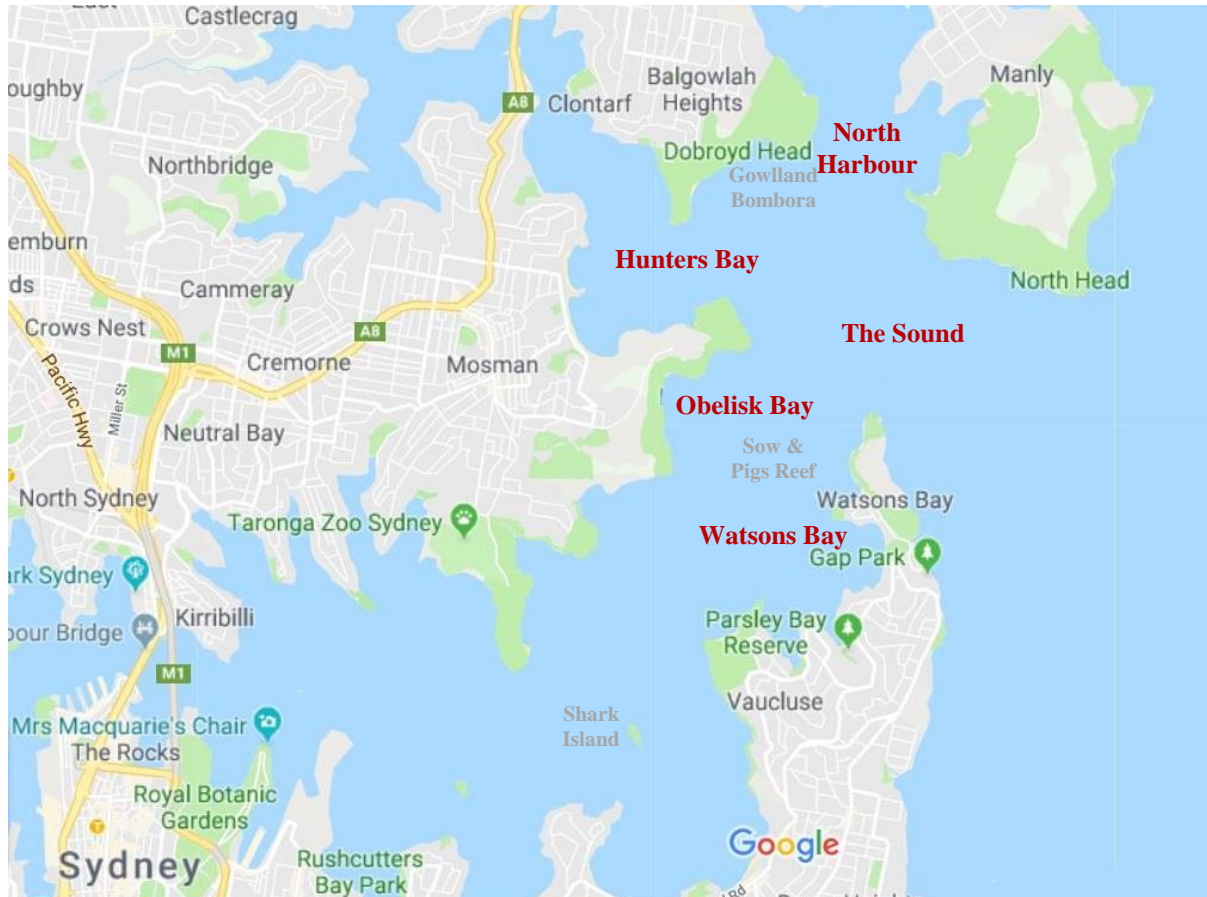 Castlecrag
oughby
A8
Clontarf
Balgowlah
Heights
Manly
North
Harbour
Northbridge
Dobroyd Head
Gowlland
Bombora
emburn
Hunters Bay
ds
Cammeray
North Head
Crows Nest
A8
The Sound
M1
Cremorne
Mosman
Pacific Hwy
Miller St
Obelisk Bay
Neutral Bay
Sow &
Pigs Reef
North Sydney
Watsons Bay
Taronga Zoo Sydney
Watsons Bay
Gap Park
ark Sydney
Kirribilli
Parsley Bay
Reserve
our Bridge
M1
Vaucluse
Shark
Island
Mrs Macquarie's Chair
The Rocks
Royal Botanic
Gardens
Google
Sydney
Rushcutters
Bay Park
Rd